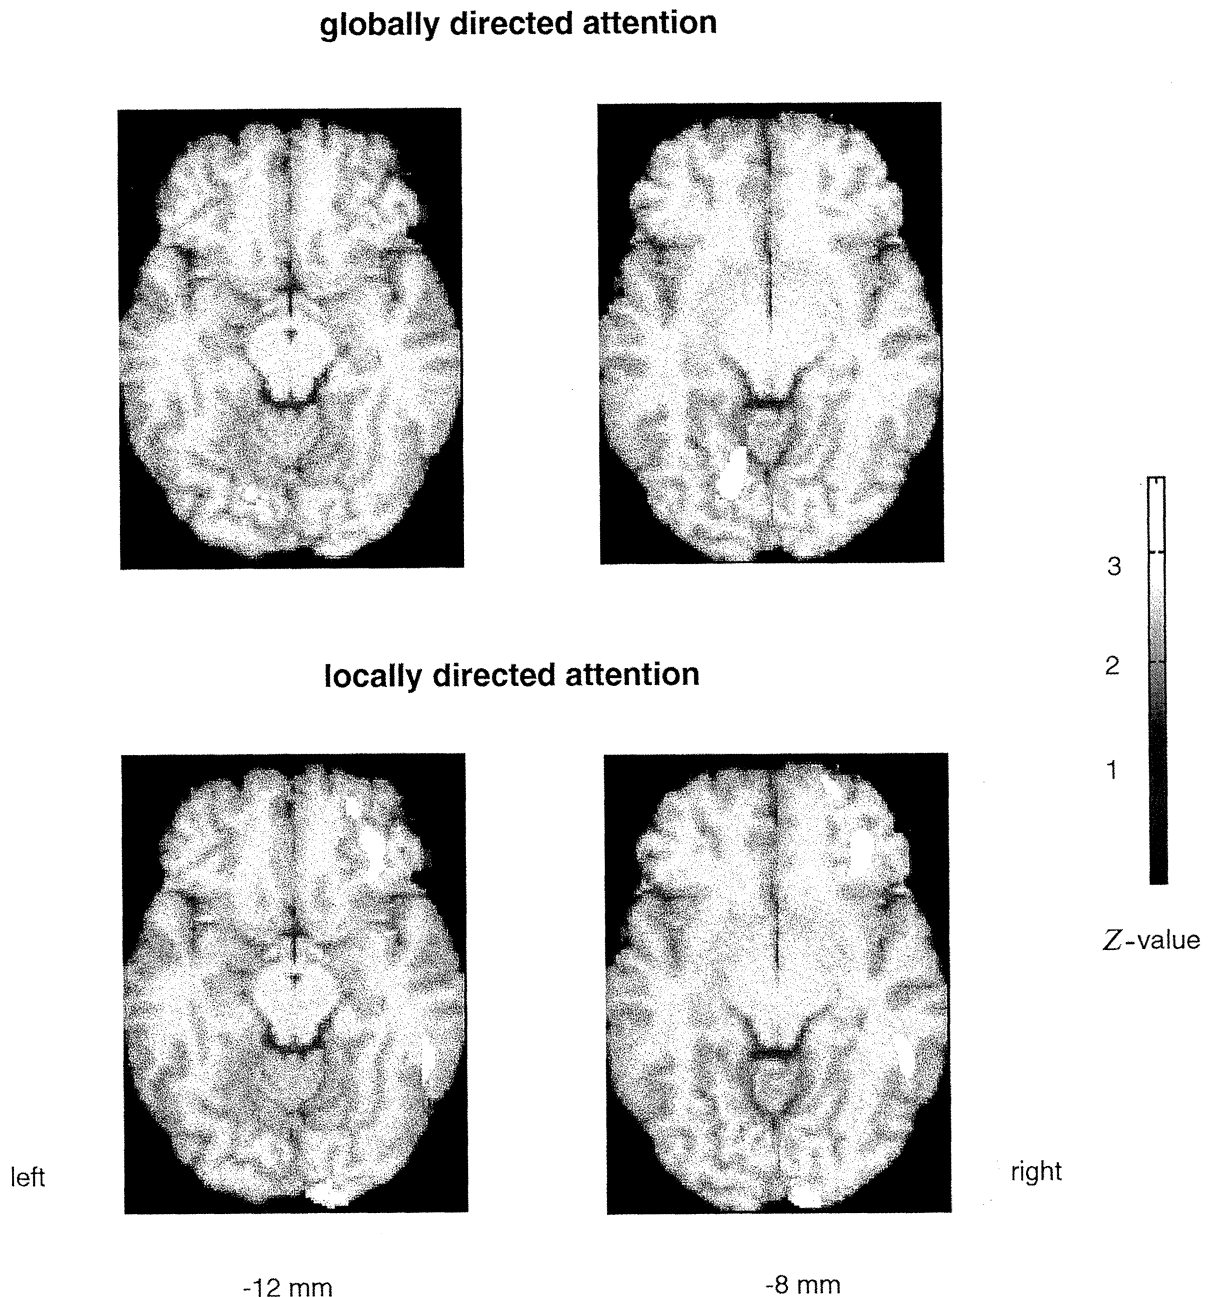 globally directed attention
3
locally directed attention
2
1
Z-value
left
right
-12 mm
-8 mm